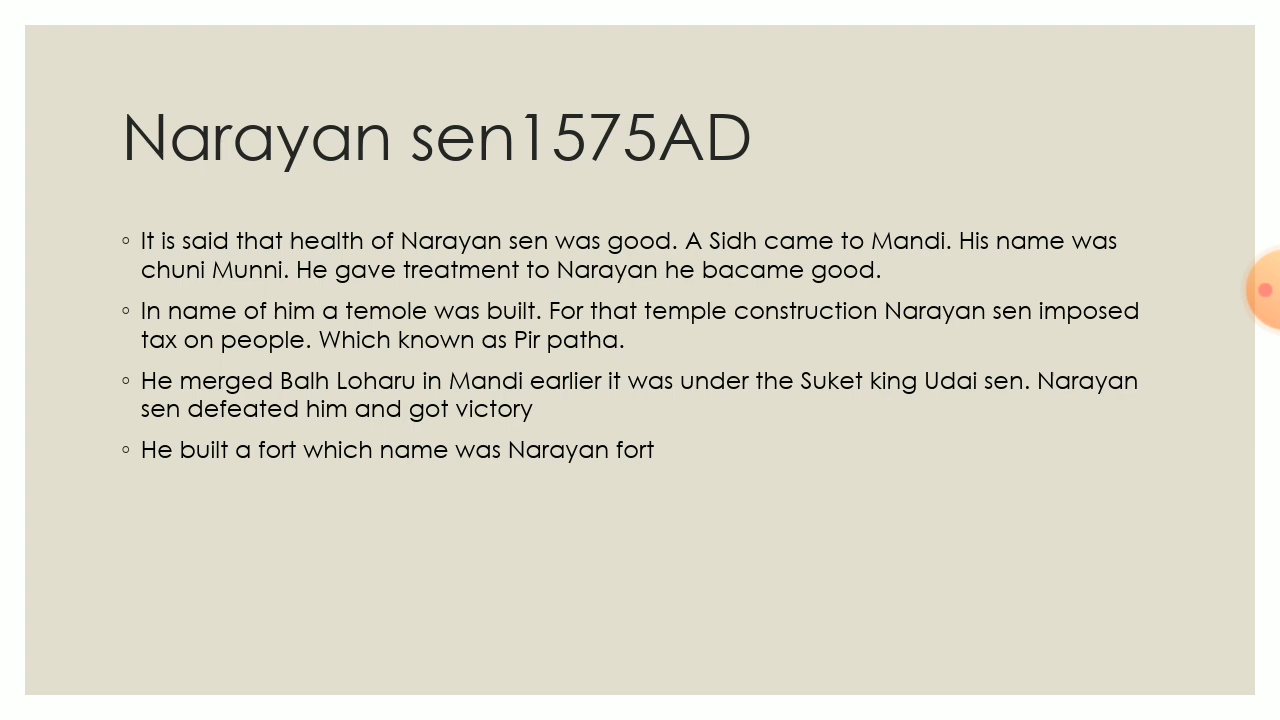 Narayan sen1575AD
◦ It is said that health of Narayan sen was good. A Sidh came to Mandi. His name was
chuni Munni. He gave treatment to Narayan he bacame good.
◦ In name of him a temole was built. For that temple construction Narayan sen imposed
tax on people. Which known as Pir patha.
◦ He merged Balh Loharu in Mandi earlier it was under the Suket king Udai sen. Narayan
sen defeated him and got victory
◦ He built a fort which name was Narayan fort